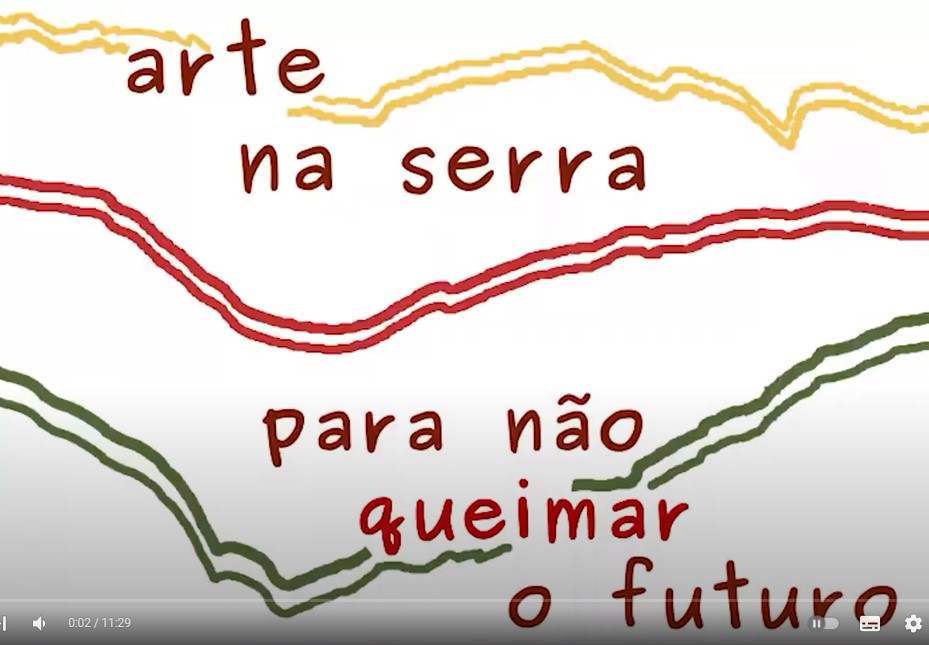 arte
na serra
para não
queimar
o futuro
0:02 / 11:29